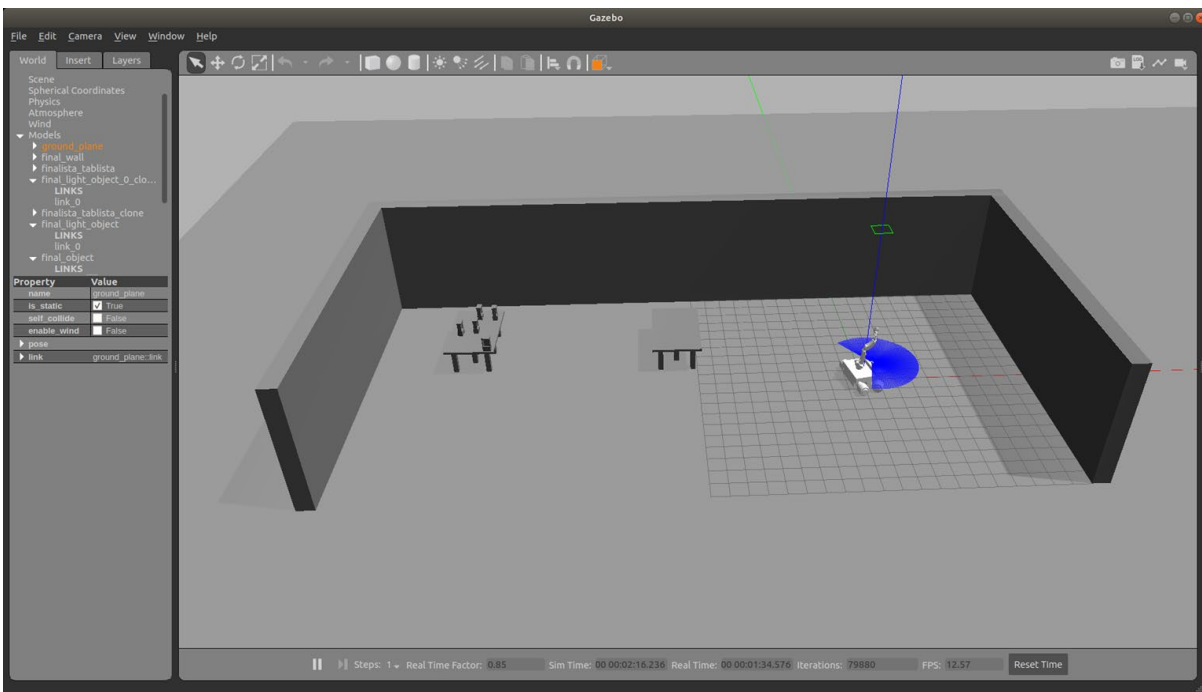 Gazebo
File Edit Camera View Window Help
World Insert Layers
Scene
Spherical Coordinates
Physics
Atmosphere
Wind
Models
ground_plane
final_wall
finalista_tablista
final_light_object_0_clo...
LINKS
link_0
finalista_tablista_clone
final_light_object
LINKS
link_0
final_object
LINKS
Property Value
name ground_plane
is_static True
self_collide False
enable_wind False
pose
link ground_plane::link
Steps: 1 Real Time Factor: 0.85 Sim Time: 00 00:02:16.236 Real Time: 00 00:01:34.576 Iterations: 79880 FPS: 12.57 Reset Time